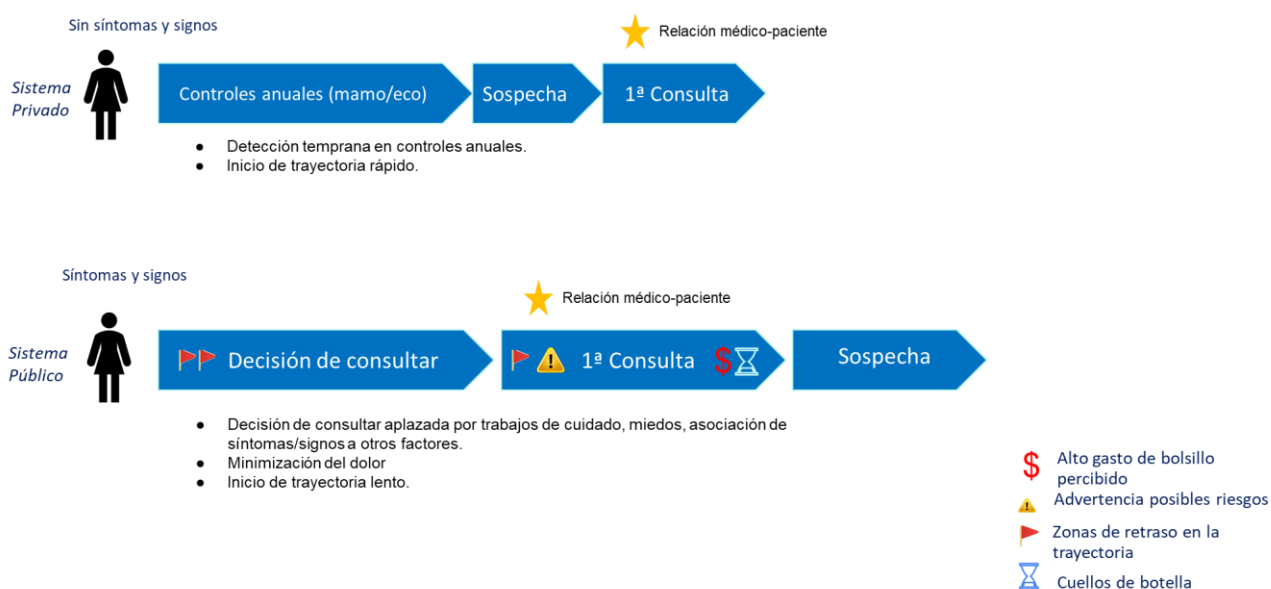 Sin síntomas y signos
Relación médico-paciente
Sistema
Privado
Controles anuales (mamo/eco)
Sospecha
1ª Consulta
● Detección temprana en controles anuales.
● Inicio de trayectoria rápido.
Síntomas y signos
Relación médico-paciente
Sistema
Público
Decisión de consultar
1ª Consulta
$
Sospecha
● Decisión de consultar aplazada por trabajos de cuidado, miedos, asociación de
síntomas/signos a otros factores.
● Minimización del dolor
● Inicio de trayectoria lento.
$ Alto gasto de bolsillo
percibido
Advertencia posibles riesgos
Zonas de retraso en la
trayectoria
Cuellos de botella